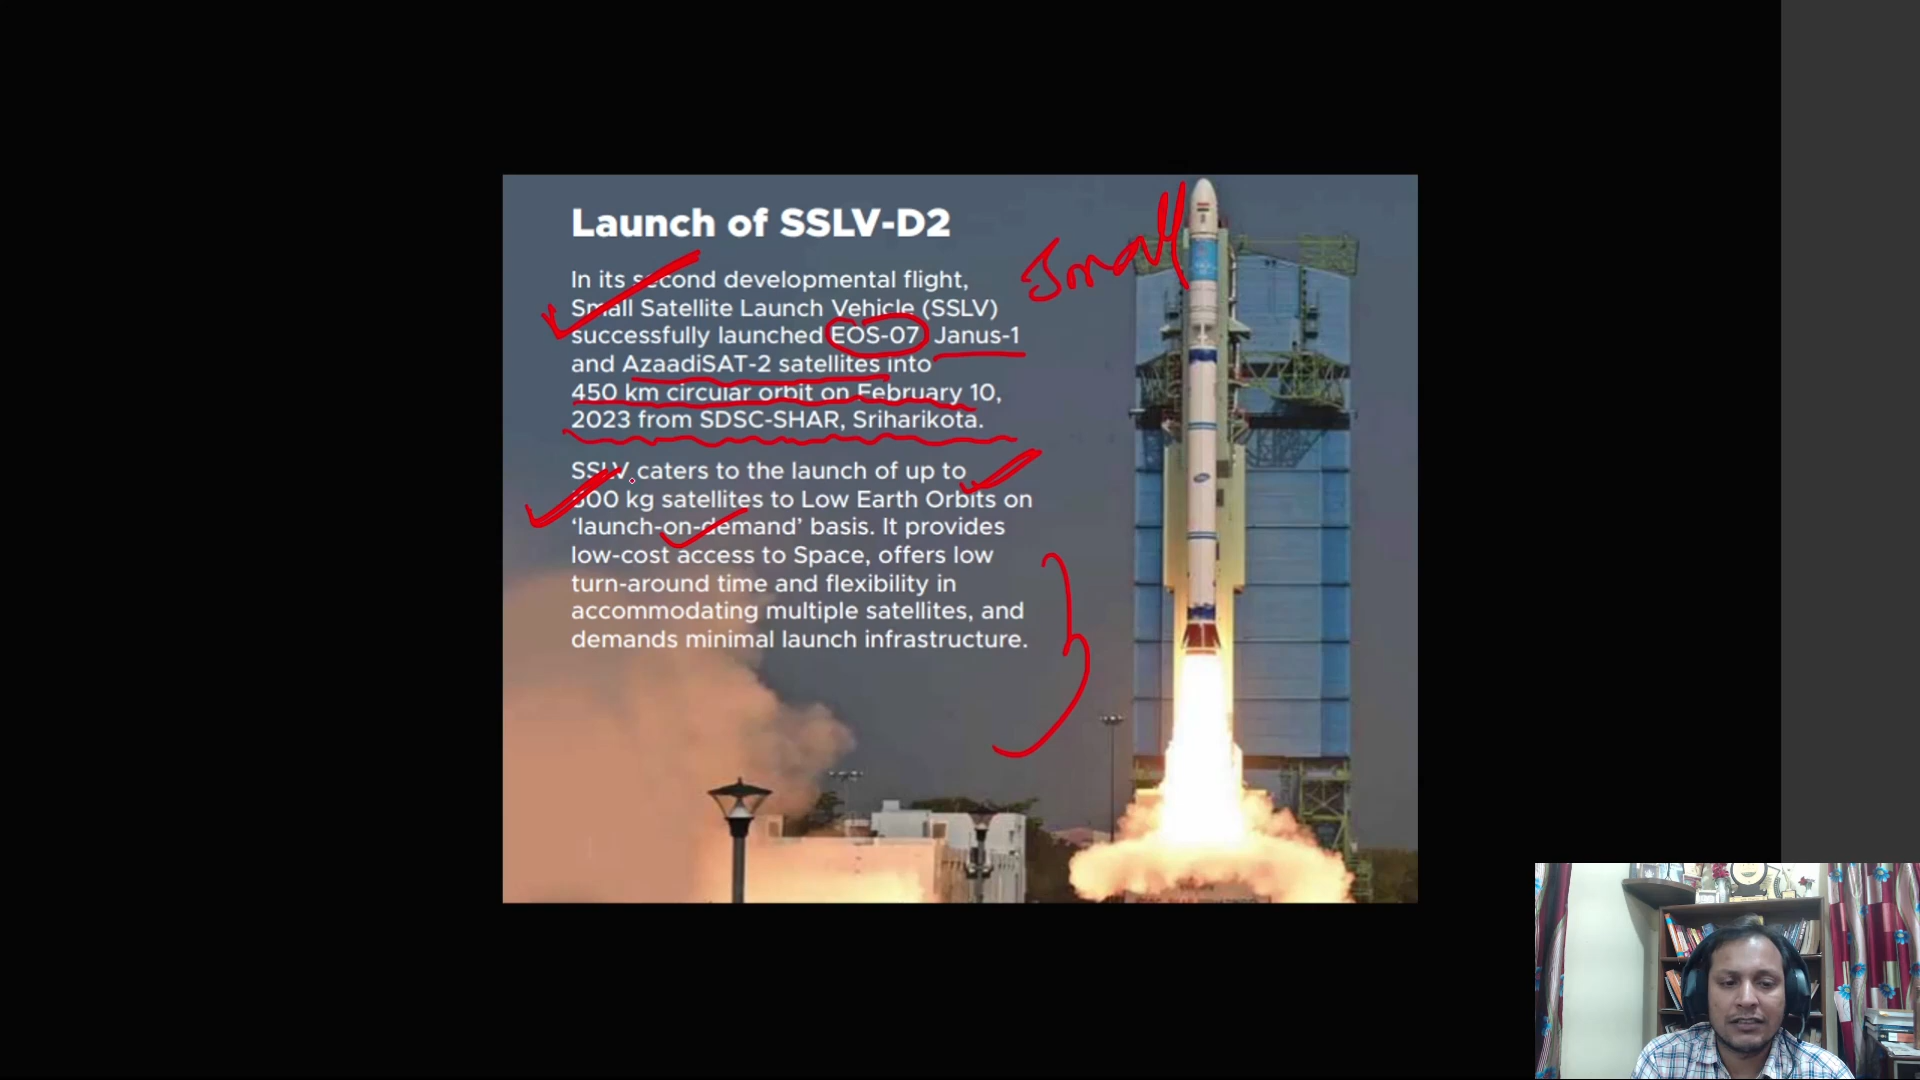 Launch of SSLV-D2
In its second developmental flight,
Small Satellite Launch Vehicle (SSLV)
successfully launched EOS-07 Janus-1
and AzaadiSAT-2 satellites into
450 km circular orbit on February 10,
2023 from SDSC-SHAR, Sriharikota.
SSLV caters to the launch of up to
500 kg satellites to Low Earth Orbits on
‘launch-on-demand’ basis. It provides
low-cost access to Space, offers low
turn-around time and flexibility in
accommodating multiple satellites, and
demands minimal launch infrastructure.
Small